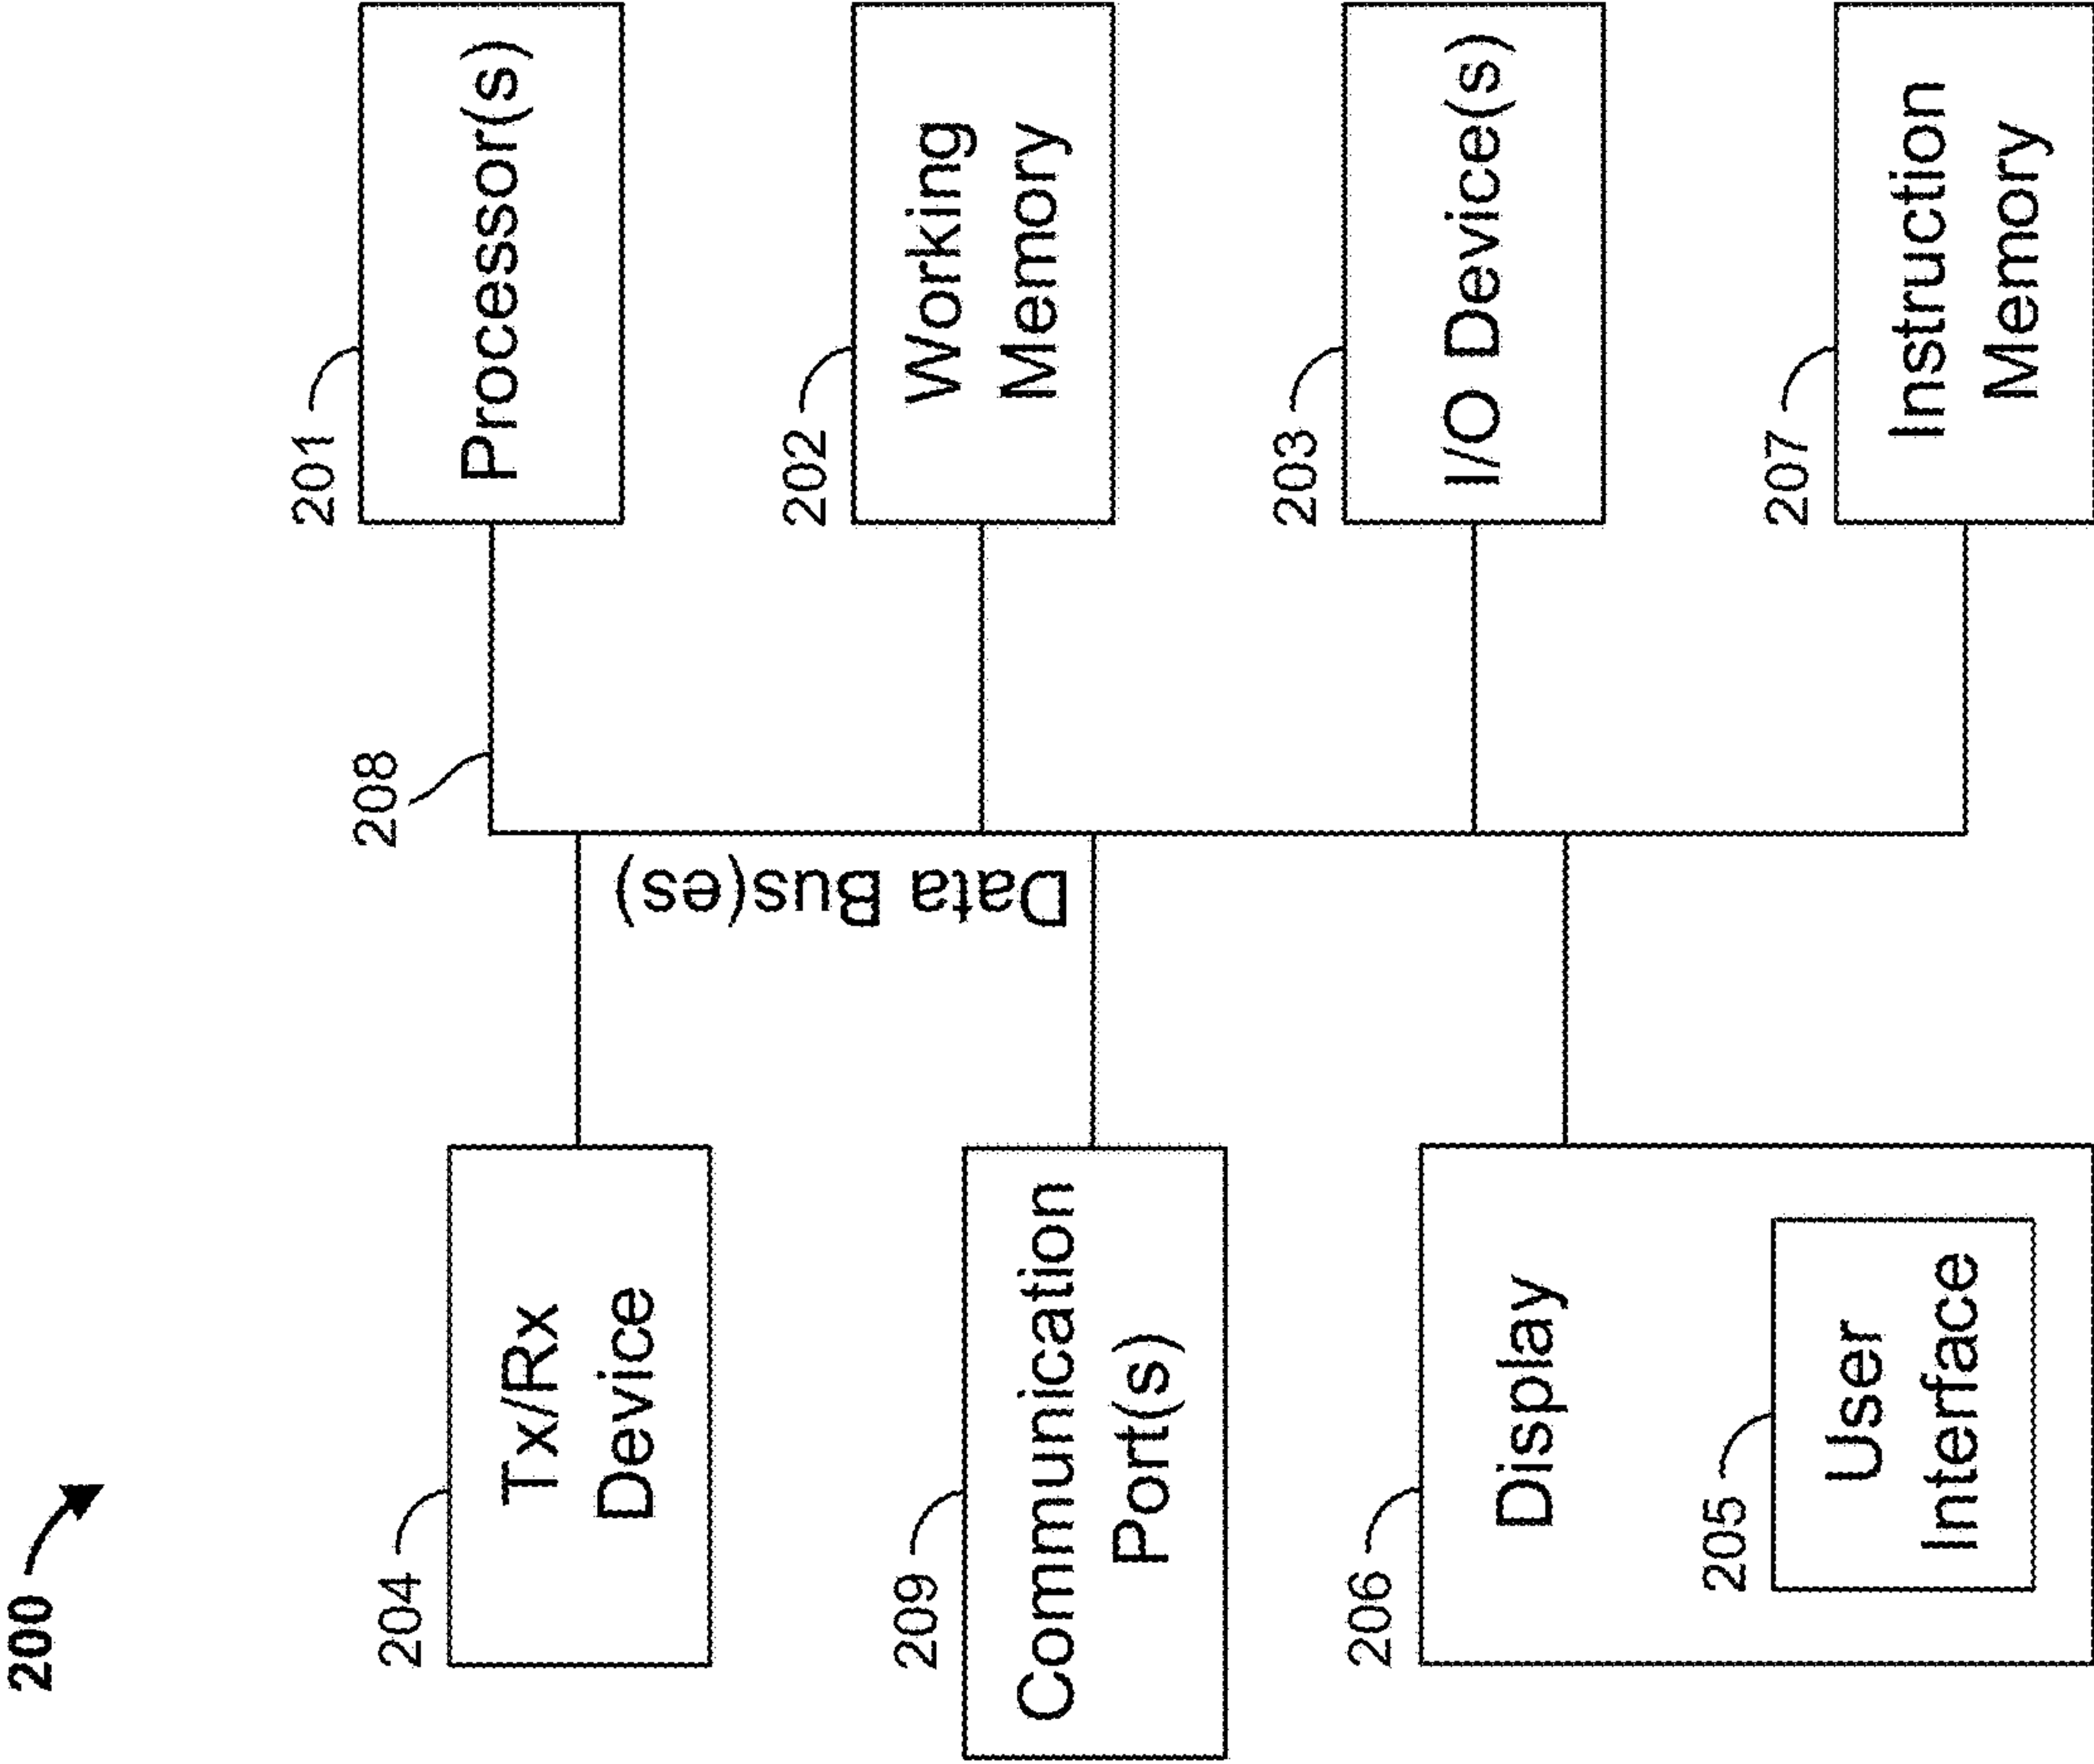 200
201
Processor(s)
202
Working
Memory
203
I/O Device(s)
207
Instruction
Memory
208
Data Bus(es)
204
Tx/Rx
Device
209
Communication
Port(s)
206
Display
205
User
Interface